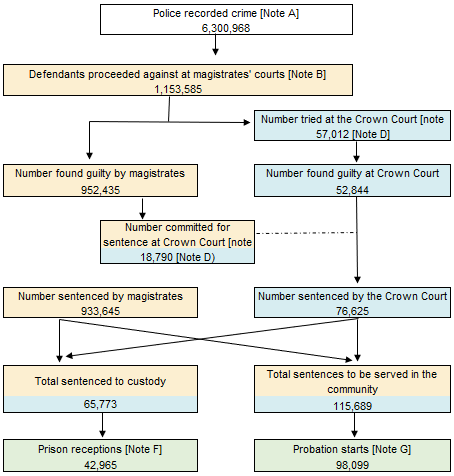 Police recorded crime [Note A]
6,300,968
Defendants proceeded against at magistrates' courts [Note B]
1,153,585
Number tried at the Crown Court [note
57,012 [Note D]
Number found guilty by magistrates
952,435
Number found guilty at Crown Court
52,844
Number committed for
sentence at Crown Court [note
18,790 [Note D)
Number sentenced by magistrates
933,645
Number sentenced by the Crown Court
76,625
Total sentenced to custody
65,773
Total sentences to be served in the
community
115,689
Prison receptions [Note F]
42,965
Probation starts [Note G]
98,099